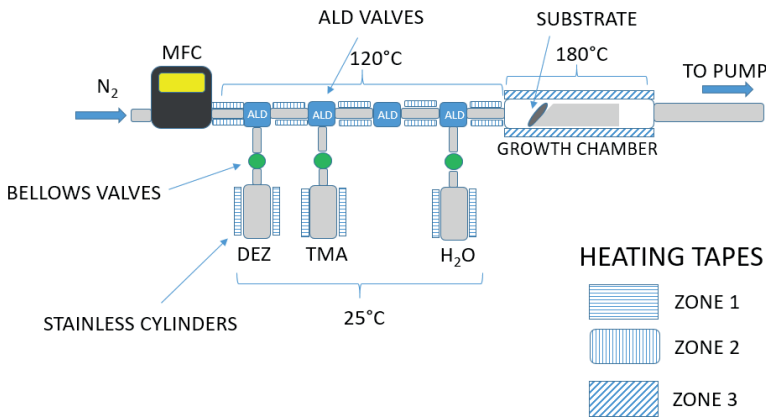 ALD VALVES
SUBSTRATE
MFC
120°C
180°C
TO PUMP
N2
ALD
ALD
ALD
ALD
GROWTH CHAMBER
BELLOWS VALVES
DEZ
TMA
H2O
HEATING TAPES
STAINLESS CYLINDERS
25°C
ZONE 1
ZONE 2
ZONE 3